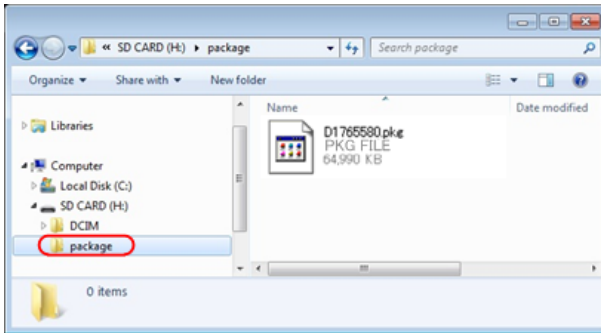 « SD CARD (H:) ▸ package
Search package
Organize ▾ Share with ▾ New folder
Name
Date modified
Libraries
Computer
Local Disk (C:)
SD CARD (H:)
DCIM
package
D1765580.pkg
PKG FILE
64,990 KB
0 items